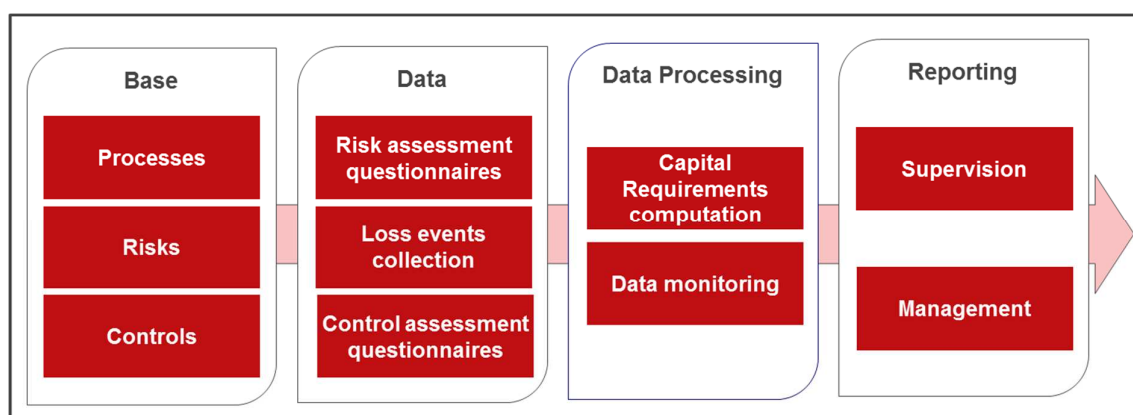 Base
Processes
Risks
Controls
Data
Risk assessment
questionnaires
Loss events
collection
Control assessment
questionnaires
Data Processing
Capital
Requirements
computation
Data monitoring
Reporting
Supervision
Management